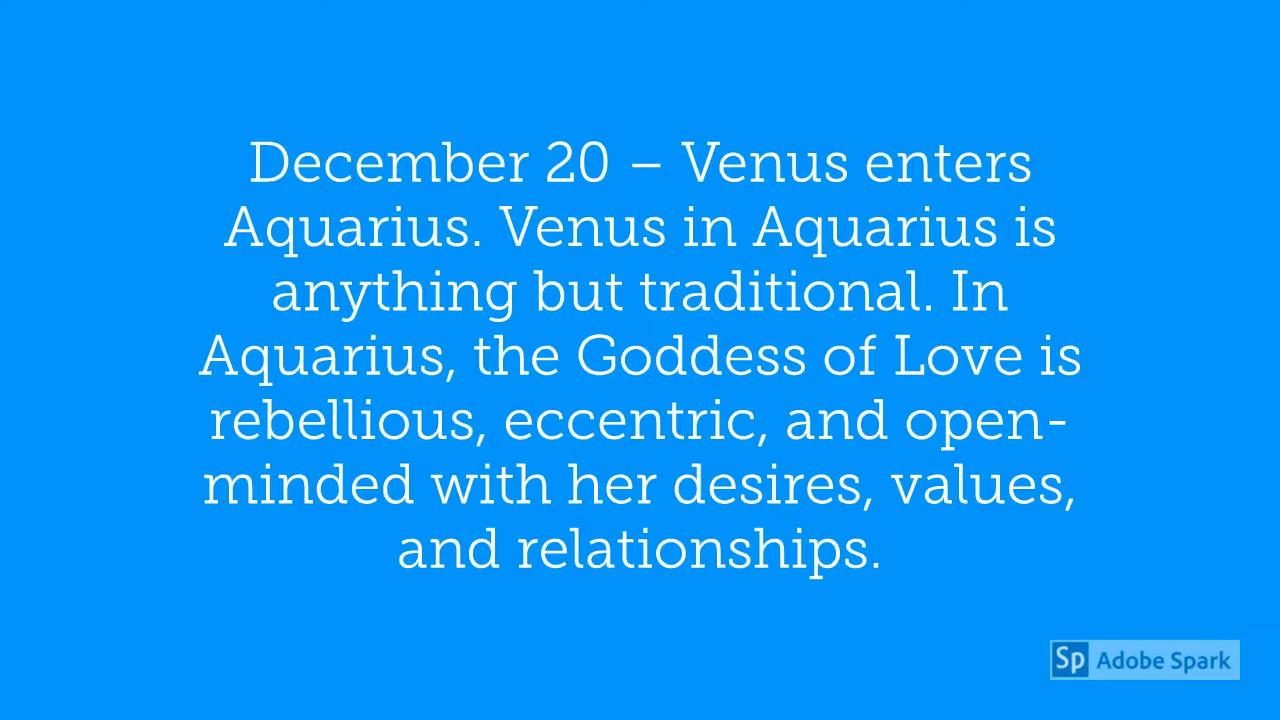 December 20 – Venus enters
Aquarius. Venus in Aquarius is
anything but traditional. In
Aquarius, the Goddess of Love is
rebellious, eccentric, and open-
minded with her desires, values,
and relationships.
Sp Adobe Spark